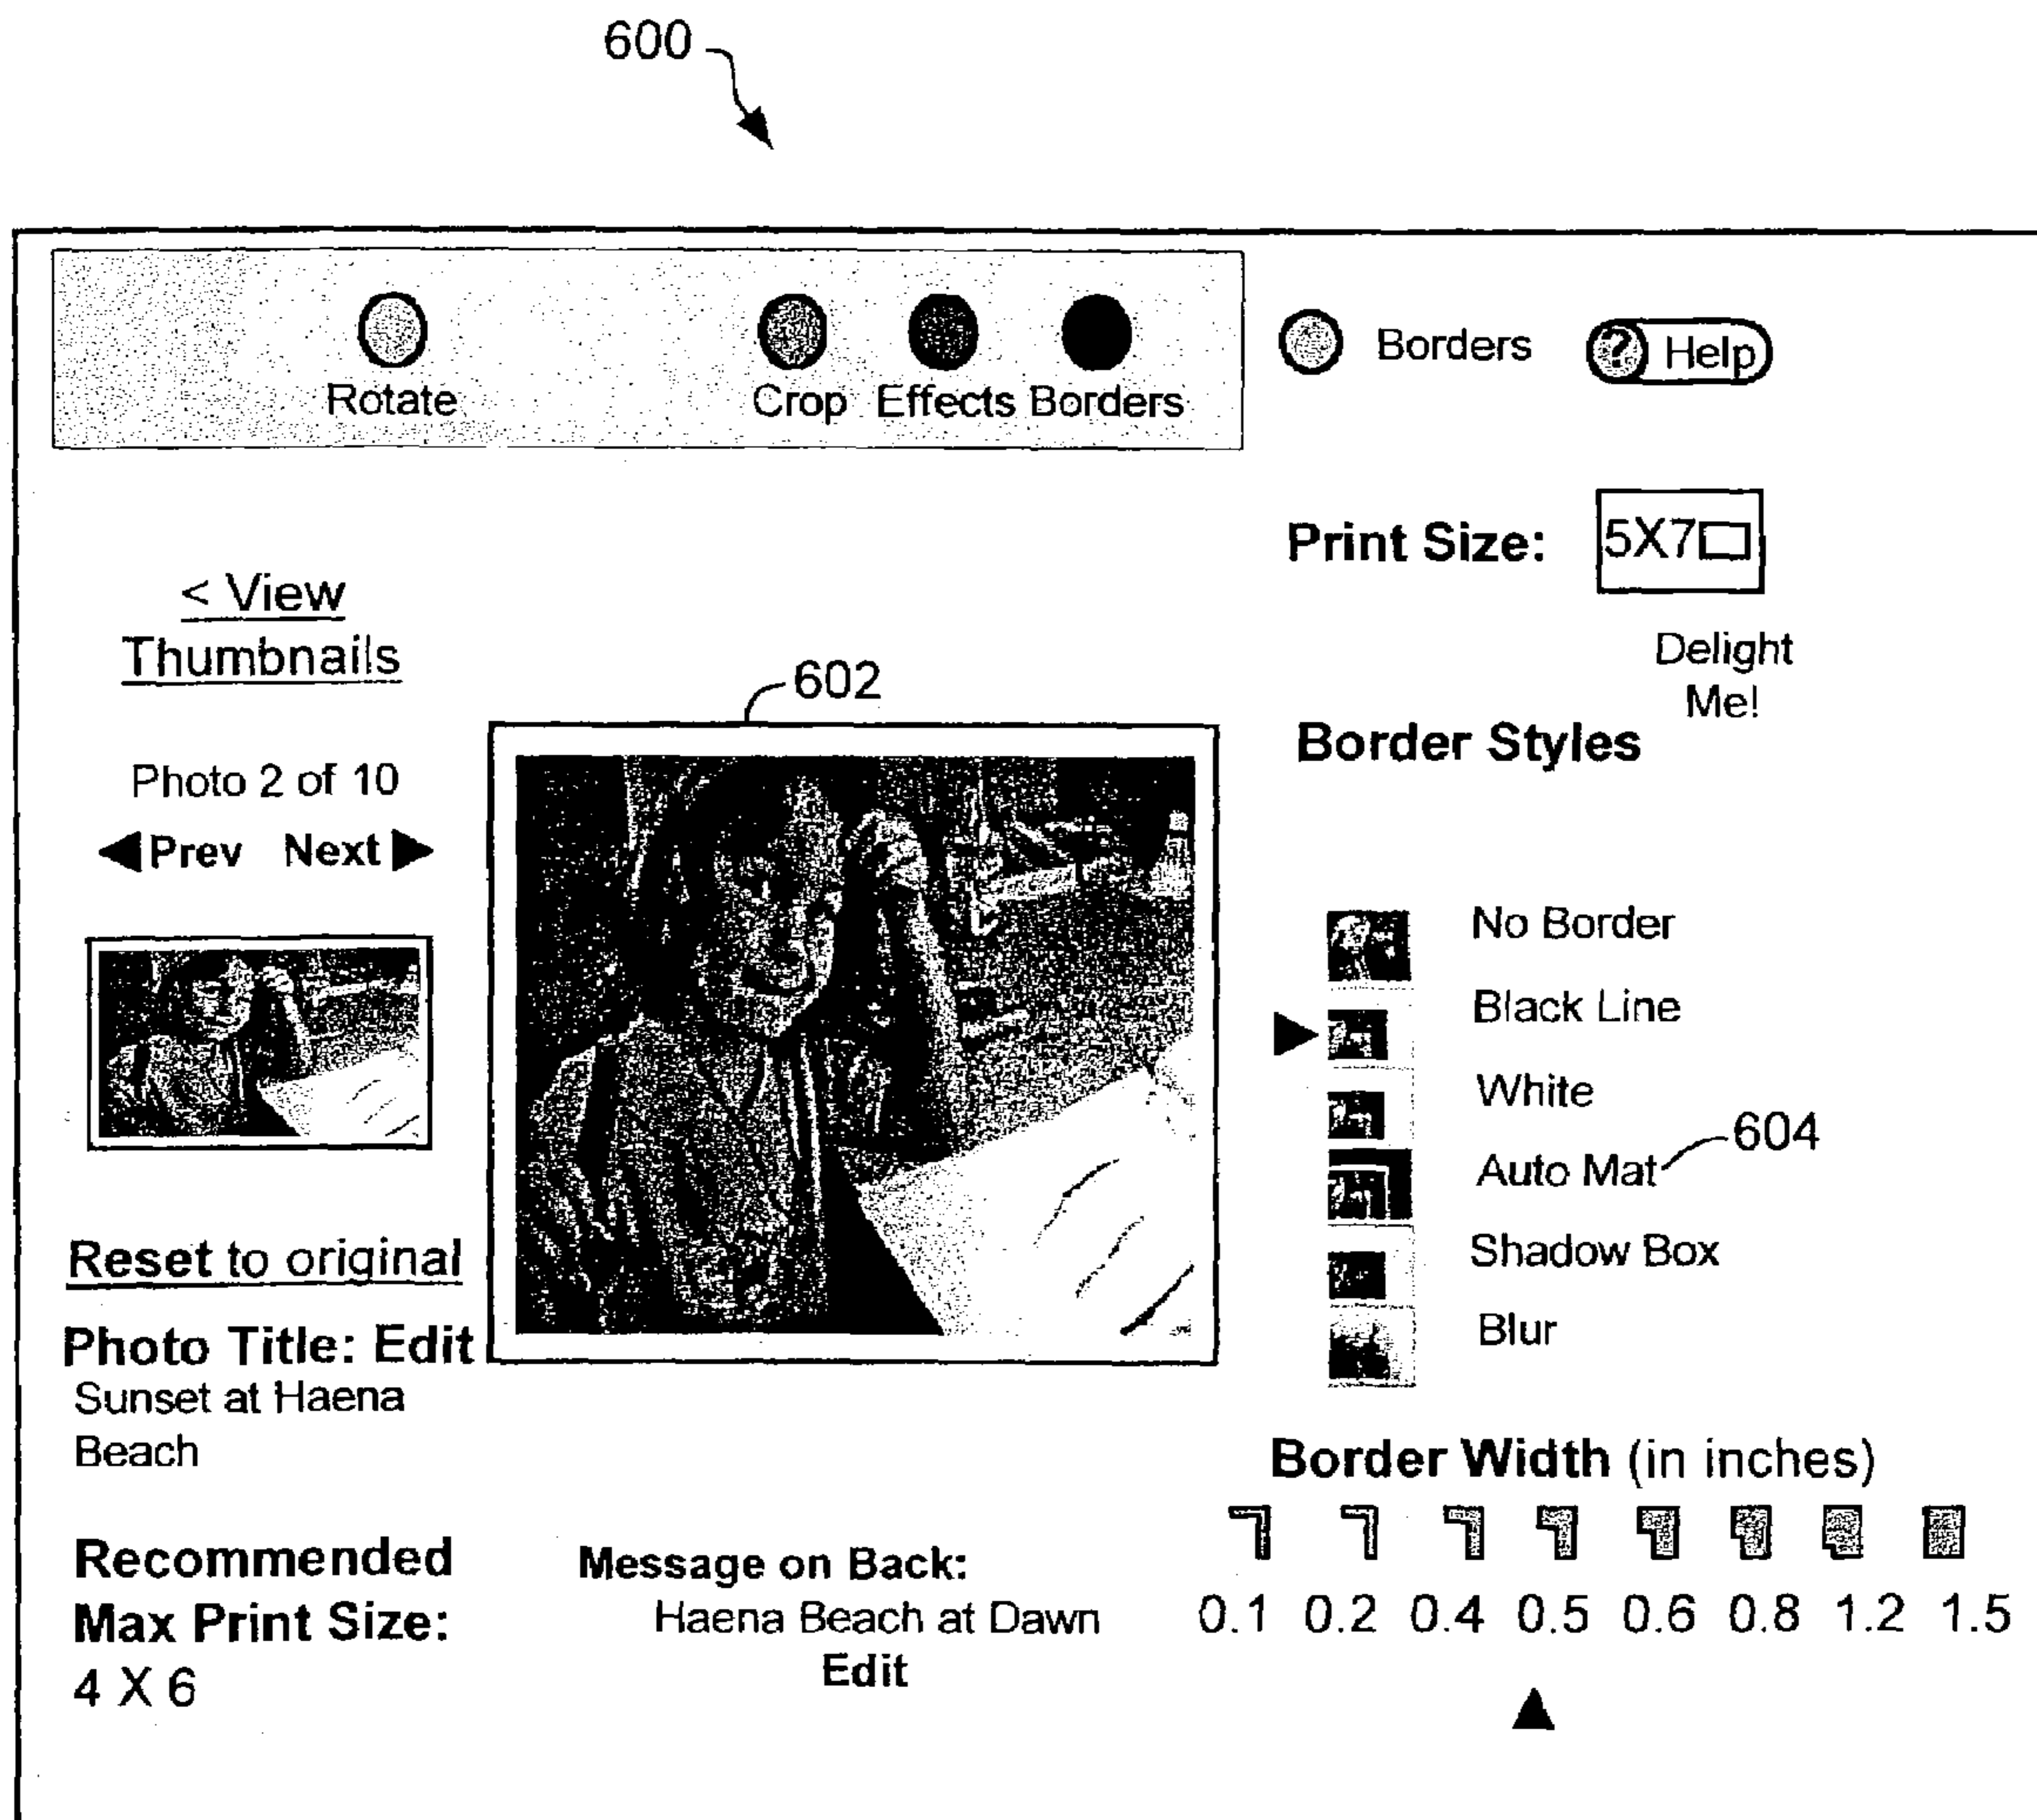 600
Rotate
Crop Effects Borders
Borders
? Help
Print Size: 5X7
Delight
Me!
< View
Thumbnails
Photo 2 of 10
Prev Next
602
Border Styles
No Border
Black Line
White
Auto Mat
604
Shadow Box
Blur
Reset to original
Photo Title: Edit
Sunset at Haena
Beach
Recommended
Max Print Size:
4 X 6
Message on Back:
Haena Beach at Dawn
Edit
Border Width (in inches)
0.1 0.2 0.4 0.5 0.6 0.8 1.2 1.5